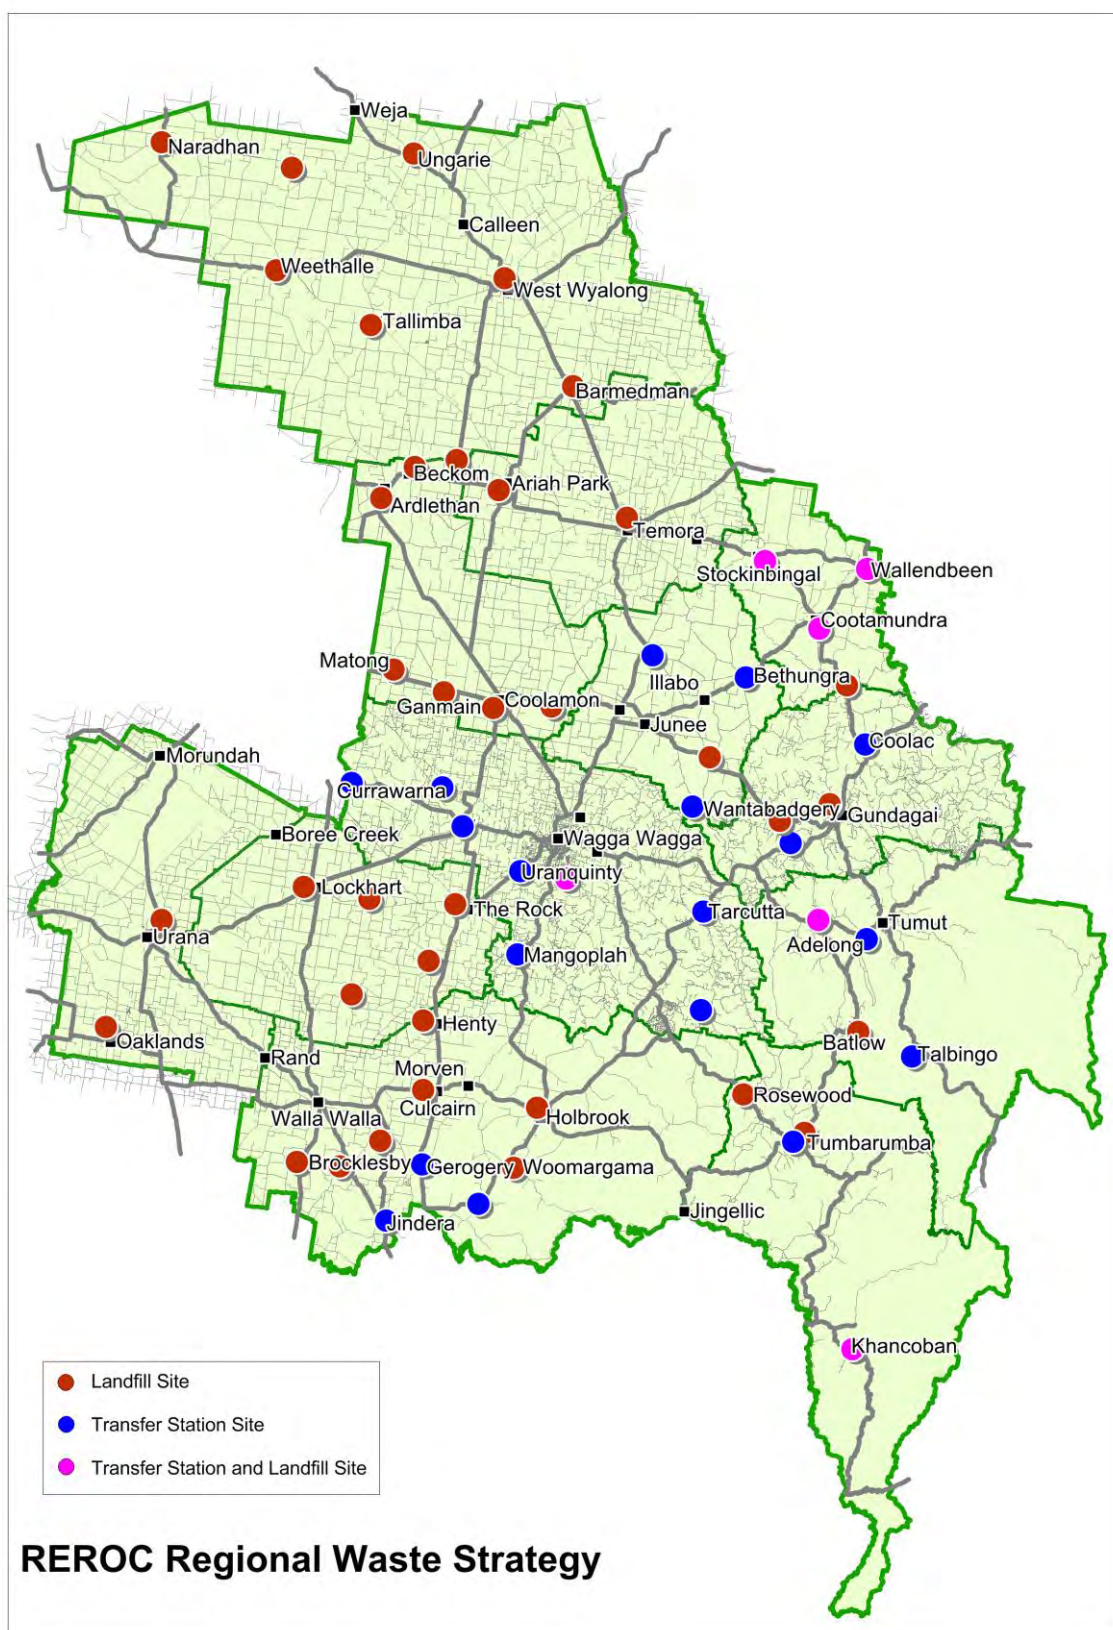 Weja
Naradhan
Ungarie
Calleen
Weethalle
West Wyalong
Tallimba
Barmedman
Beckom
Ariah Park
Ardlethan
Temora
Stockinbingal
Wallendbeen
Cootamundra
Matong
Illabo
Bethungra
Ganmain
Coolamon
Junee
Coolac
Morundah
Currawarna
Wantabadgery
Gundagai
Boree Creek
Wagga Wagga
Uranquinty
Lockhart
The Rock
Tarcutta
Tumut
Urana
Adelong
Mangoplah
Henty
Oaklands
Batlow
Talbingo
Rand
Morven
Culcairn
Rosewood
Walla Walla
Holbrook
Tumbarumba
Brocklesby
Gerogery
Woomargama
Jindera
Jingellic
Khancoban
Landfill Site
Transfer Station Site
Transfer Station and Landfill Site
REROC Regional Waste Strategy